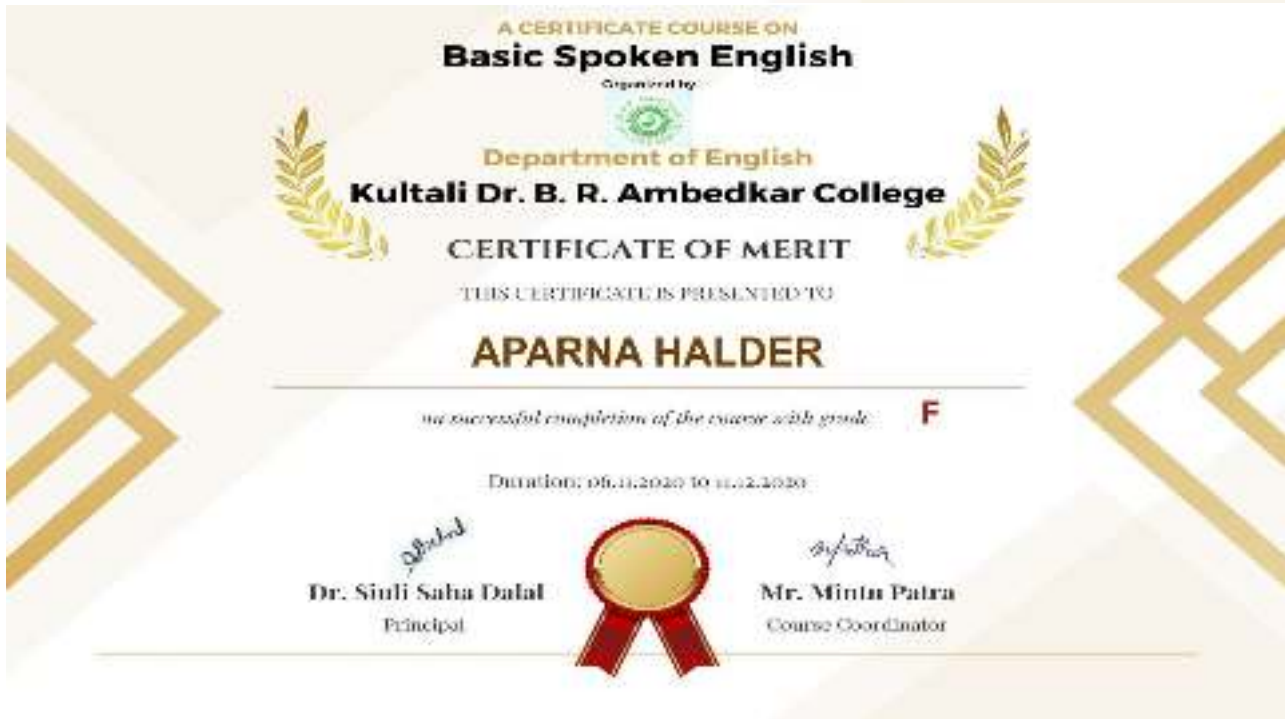 A CERTIFICATE COURSE ON
Basic Spoken English
Organized by
Department of English
Kultali Dr. B. R. Ambedkar College
CERTIFICATE OF MERIT
THIS CERTIFICATE IS PRESENTED TO
APARNA HALDER
on successful completion of the course with grade F
Duration: 06.11.2020 to 11.12.2020
Dr. Siuli Saha Dalal Mr. Mintu Patra
Principal Course Coordinator